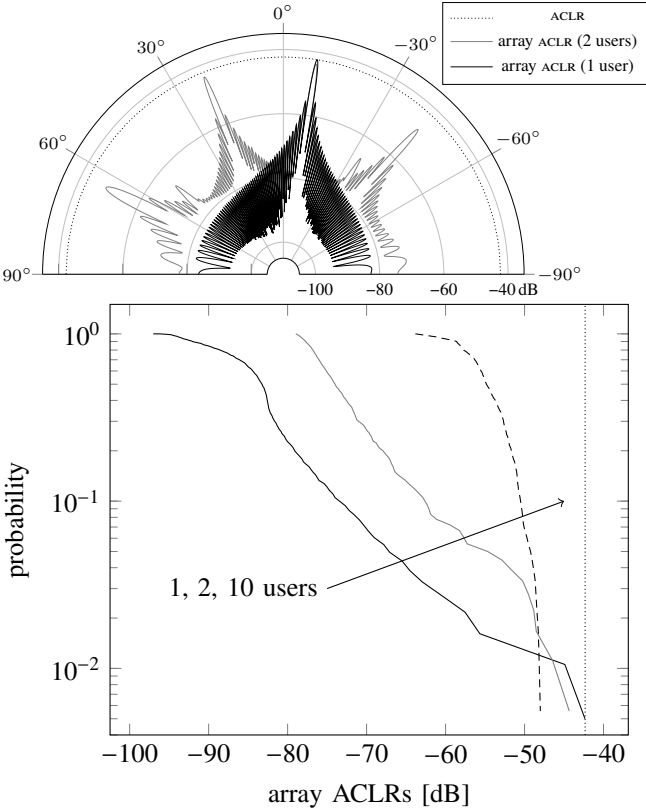 ACLR
array ACLR (2 users)
array ACLR (1 user)
0°
30°
−30°
60°
−60°
90°
−90°
−100
−80
−60
−40 dB
10^0
10^−1
10^−2
probability
1, 2, 10 users
−100
−90
−80
−70
−60
−50
−40
array ACLRs [dB]